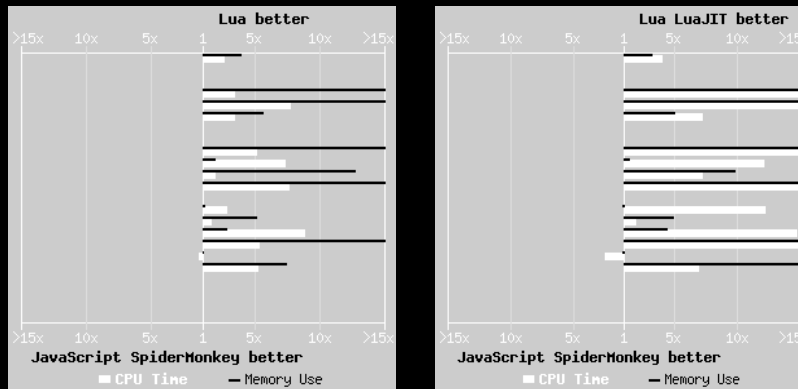 Lua better
>15x 10x 5x 1 5x 10x >15x
>15x 10x 5x 1 5x 10x >15x
JavaScript SpiderMonkey better
CPU Time Memory Use
Lua LuaJIT better
>15x 10x 5x 1 5x 10x >15x
>15x 10x 5x 1 5x 10x >15x
JavaScript SpiderMonkey better
CPU Time Memory Use